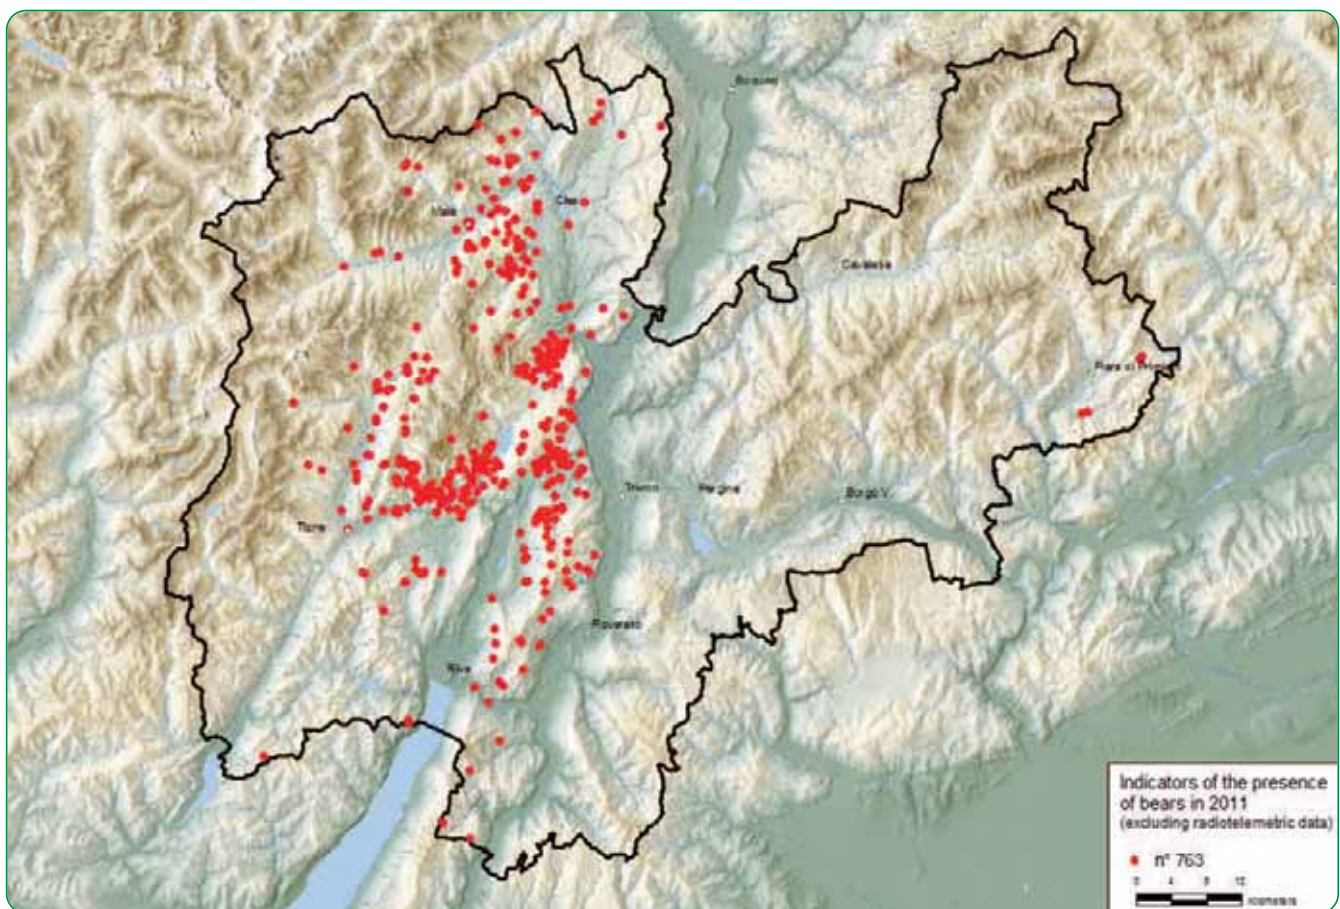 Bolzano
Malè
Cles
Cavalese
Fiera di Prim
Trento
Pergine
Borgo V.
Tione
Rovereto
Riva
Indicators of the presence
of bears in 2011
(excluding radiotelemetric data)
n° 763
0 4 8 12
kilometers